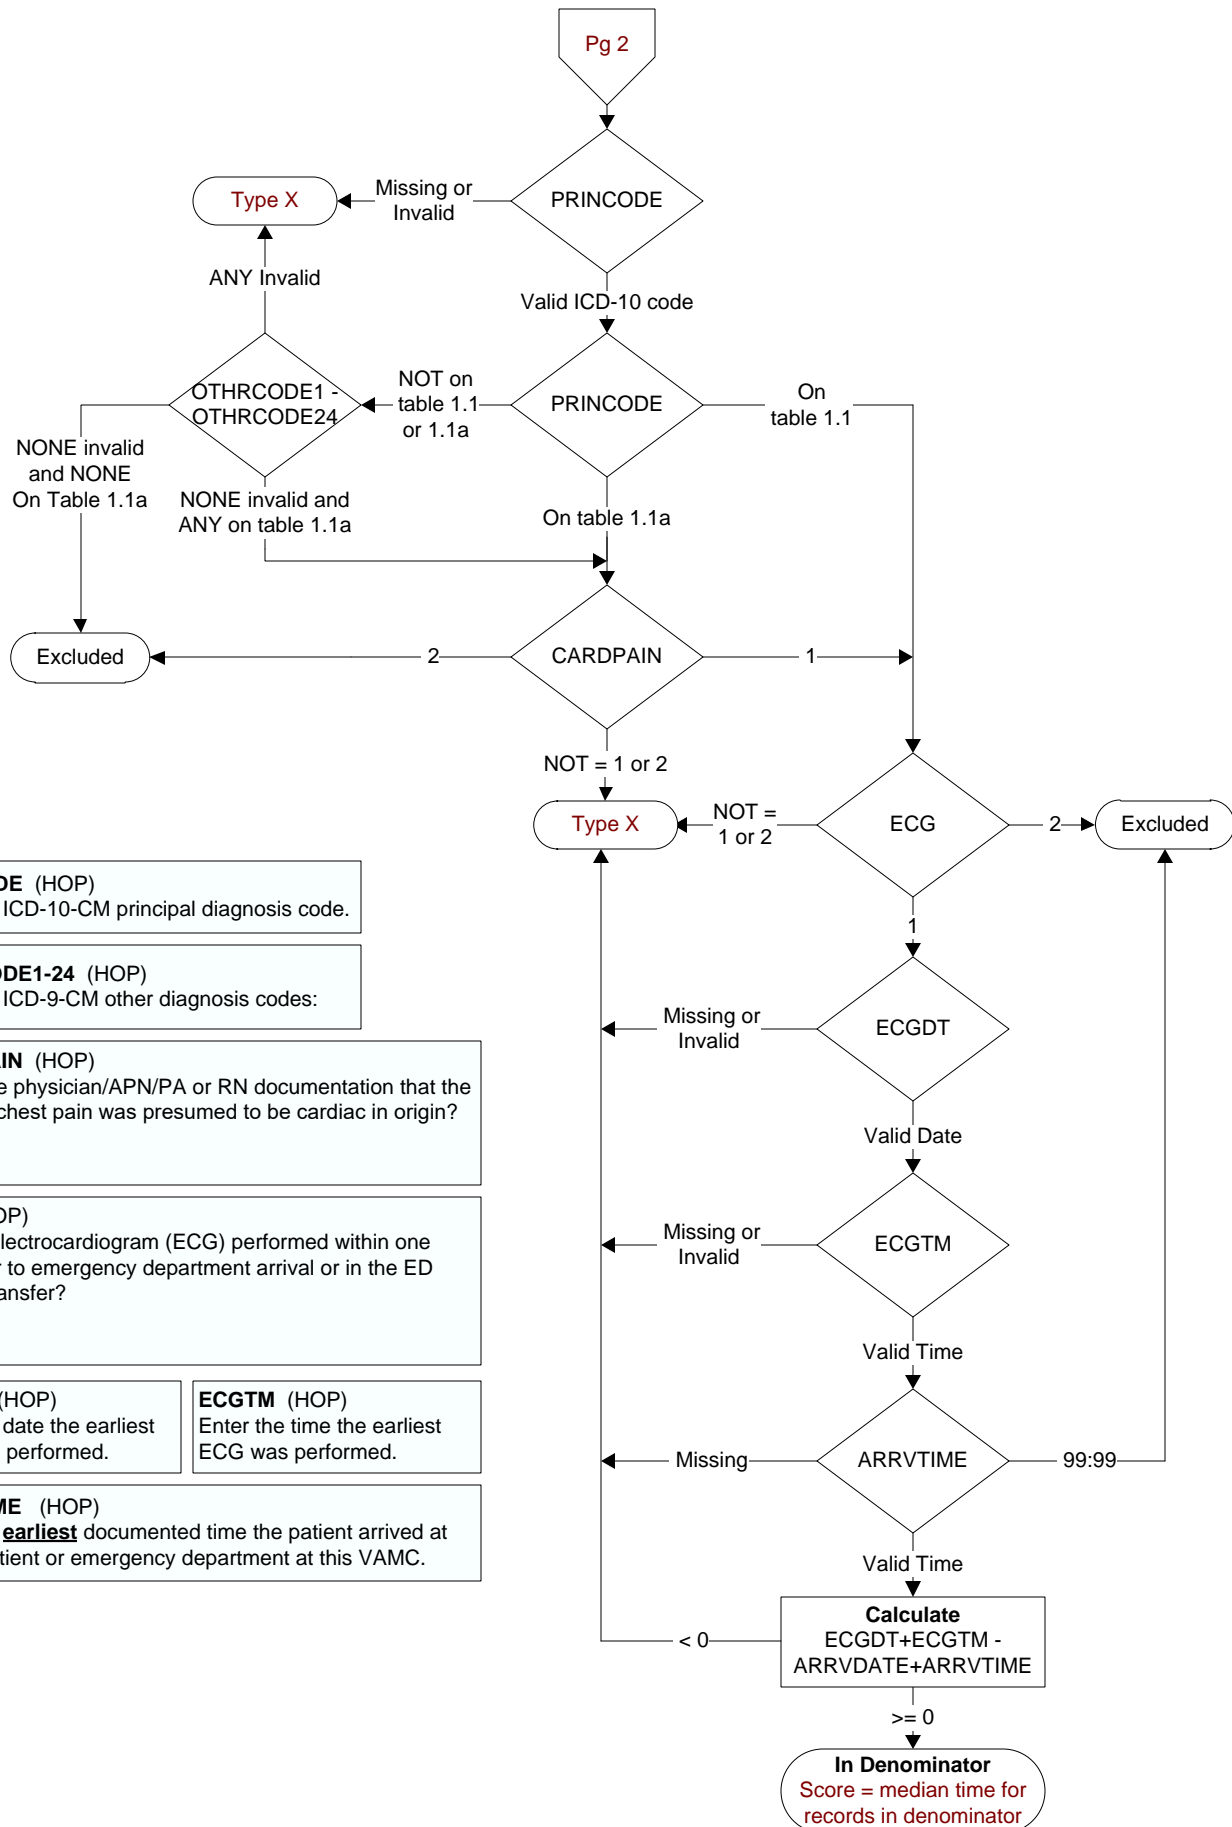 Pg 2
PRINCODE
Missing or
Invalid
Type X
ANY Invalid
Valid ICD-10 code
OTHRCODE1 -
OTHRCODE24
NOT on
table 1.1
or 1.1a
PRINCODE
On
table 1.1
NONE invalid
and NONE
On Table 1.1a
NONE invalid and
ANY on table 1.1a
On table 1.1a
Excluded
2
CARDPAIN
1
NOT = 1 or 2
Type X
NOT =
1 or 2
ECG
2
Excluded
1
DE (HOP)
ICD-10-CM principal diagnosis code.
ODE1-24 (HOP)
ICD-9-CM other diagnosis codes:
Missing or
Invalid
ECGDT
AIN (HOP)
e physician/APN/PA or RN documentation that the
chest pain was presumed to be cardiac in origin?
Valid Date
OP)
lectrocardiogram (ECG) performed within one
r to emergency department arrival or in the ED
ansfer?
Missing or
Invalid
ECGTM
Valid Time
(HOP)
date the earliest
performed.
ECGTM (HOP)
Enter the time the earliest
ECG was performed.
Missing
ARRVTIME
99:99
ME (HOP)
earliest documented time the patient arrived at
tient or emergency department at this VAMC.
Valid Time
Calculate
ECGDT+ECGTM -
ARRVDATE+ARRVTIME
< 0
>= 0
In Denominator
Score = median time for
records in denominator